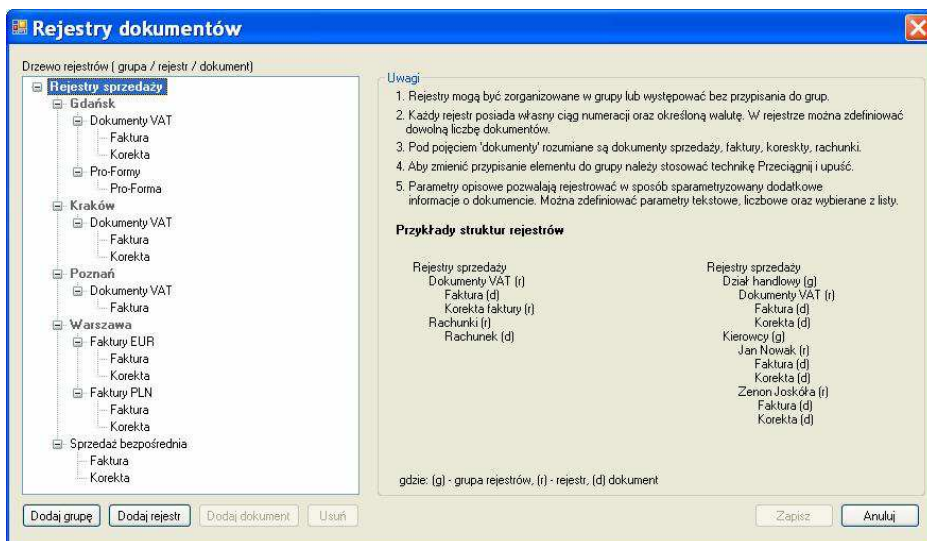 Rejestry dokumentów
Drzewo rejestrów ( grupa / rejestr / dokument)
Rejestry sprzedaży
Gdańsk
Dokumenty VAT
Faktura
Korekta
Pro-Formy
Pro-Forma
Kraków
Dokumenty VAT
Faktura
Korekta
Poznań
Dokumenty VAT
Faktura
Warszawa
Faktury EUR
Faktura
Korekta
Faktury PLN
Faktura
Korekta
Sprzedaż bezpośrednia
Faktura
Korekta
Uwagi
1. Rejestry mogą być zorganizowane w grupy lub występować bez przypisania do grup.
2. Każdy rejestr posiada własny ciąg numeracji oraz określoną walutę. W rejestrze można zdefiniować
dowolną liczbę dokumentów.
3. Pod pojęciem 'dokumenty' rozumiane są dokumenty sprzedaży, faktury, koreskty, rachunki.
4. Aby zmienić przypisanie elementu do grupy należy stosować technikę Przeciągnij i upuść.
5. Parametry opisowe pozwalają rejestrować w sposób sparametryzowany dodatkowe
informacje o dokumencie. Można zdefiniować parametry tekstowe, liczbowe oraz wybierane z listy.
Przykłady struktur rejestrów
Rejestry sprzedaży
Dokumenty VAT (r)
Faktura (d)
Korekta faktury (r)
Rachunki (r)
Rachunek (d)
Rejestry sprzedaży
Dział handlowy (g)
Dokumenty VAT (r)
Faktura (d)
Korekta (d)
Kierowcy (g)
Jan Nowak (r)
Faktura (d)
Korekta (d)
Zenon Joskóła (r)
Faktura (d)
Korekta (d)
gdzie: (g) - grupa rejestrów, (r) - rejestr, (d) dokument
Dodaj grupę
Dodaj rejestr
Dodaj dokument
Usuń
Zapisz
Anuluj